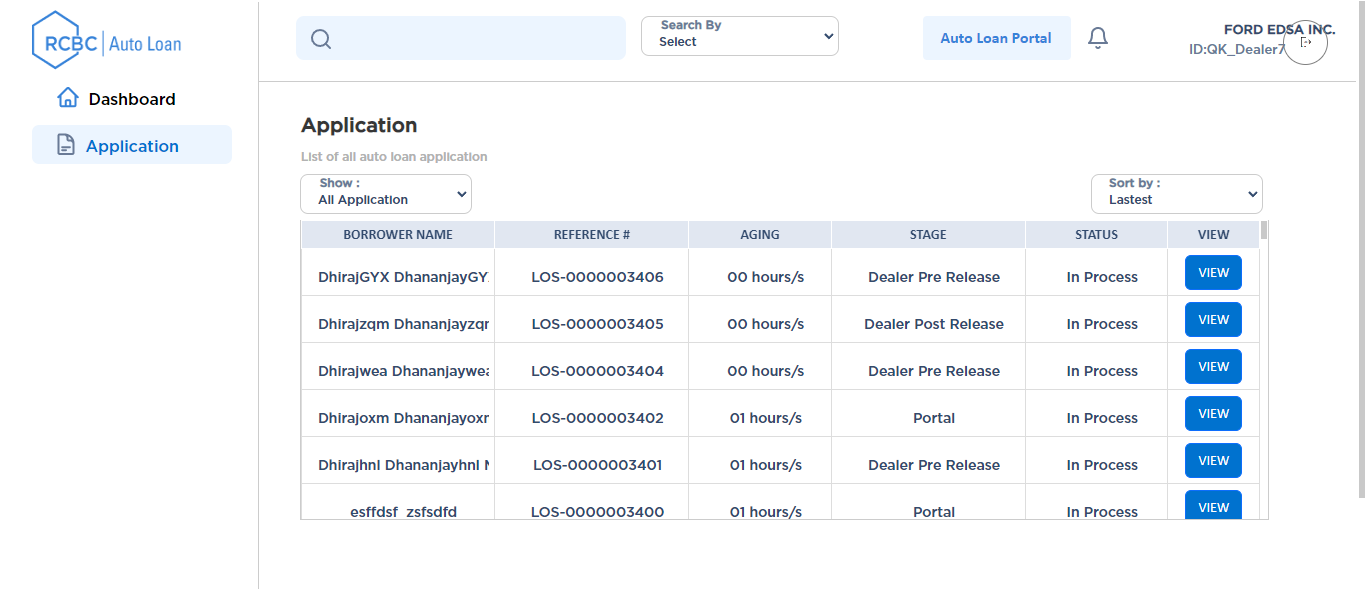 RCBC Auto Loan
Dashboard
Application
Search By
Select
Auto Loan Portal
FORD EDSA INC.
ID:QK_Dealer7
Application
List of all auto loan application
Show :
All Application
Sort by :
Lastest
BORROWER NAME REFERENCE # AGING STAGE STATUS VIEW
DhirajGYX DhananjayGY LOS-0000003406 00 hours/s Dealer Pre Release In Process VIEW
Dhirajzqm Dhananjayzqr LOS-0000003405 00 hours/s Dealer Post Release In Process VIEW
Dhirajwea Dhananjaywea LOS-0000003404 00 hours/s Dealer Pre Release In Process VIEW
Dhirajoxm Dhananjayoxr LOS-0000003402 01 hours/s Portal In Process VIEW
Dhirajhnl Dhananjayhnl LOS-0000003401 01 hours/s Dealer Pre Release In Process VIEW
esffdsf zsfsdfd LOS-0000003400 01 hours/s Portal In Process VIEW